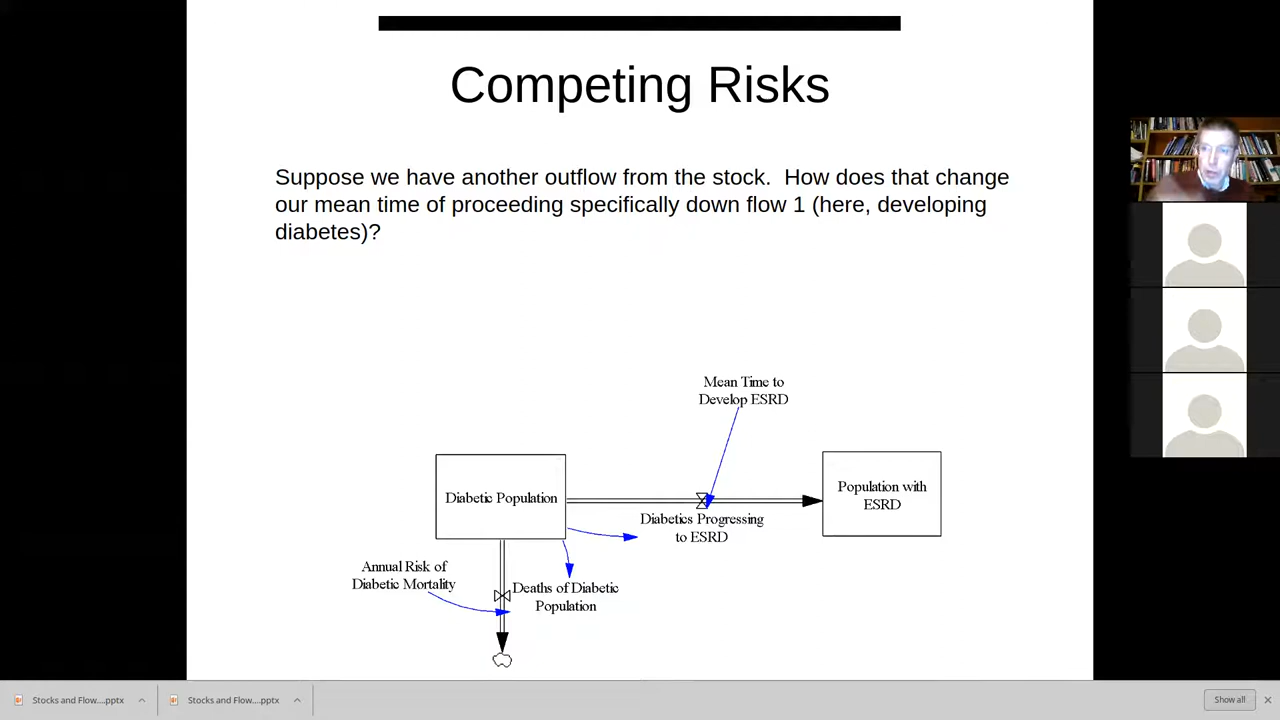 Competing Risks
Suppose we have another outflow from the stock.  How does that change
our mean time of proceeding specifically down flow 1 (here, developing
diabetes)?
Mean Time to
Develop ESRD
Diabetic Population
Population with
ESRD
Diabetics Progressing
to ESRD
Annual Risk of
Diabetic Mortality
Deaths of Diabetic
Population
Stocks and Flow....pptx
Stocks and Flow....pptx
Show all